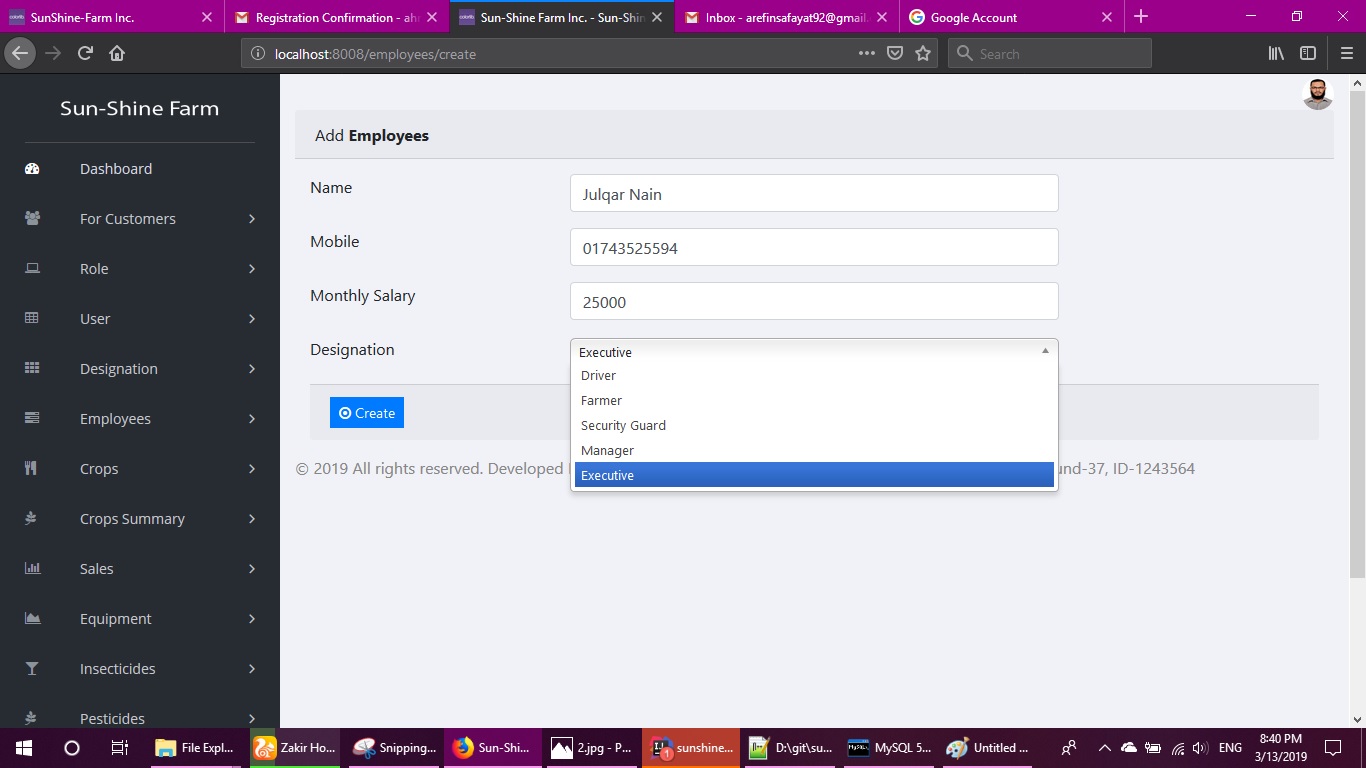 SunShine-Farm Inc.
Registration Confirmation - ah
Sun-Shine Farm Inc. - Sun-Shin
Inbox - arefinsafayat92@gmail.
Google Account
localhost:8008/employees/create
Search
Sun-Shine Farm
Dashboard
For Customers
Role
User
Designation
Employees
Crops
Crops Summary
Sales
Equipment
Insecticides
Pesticides
Add Employees
Name
Julqar Nain
Mobile
01743525594
Monthly Salary
25000
Designation
Executive
Driver
Farmer
Security Guard
Manager
Executive
Create
© 2019 All rights reserved. Developed und-37, ID-1243564
File Expl...
Zakir Ho...
Snipping...
Sun-Shi...
2.jpg - P...
sunshine...
D:\git\su...
MySQL 5...
Untitled ...
ENG
8:40 PM
3/13/2019